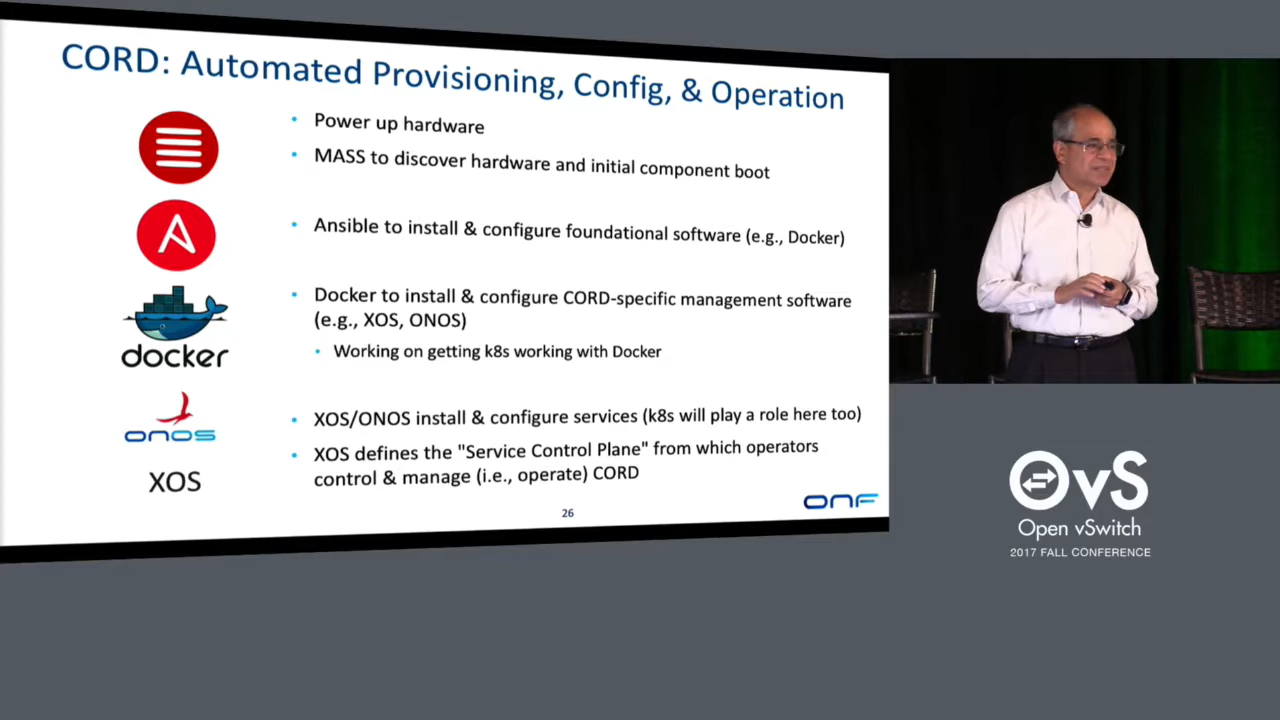 CORD: Automated Provisioning, Config, & Operation
• Power up hardware
• MASS to discover hardware and initial component boot
• Ansible to install & configure foundational software (e.g., Docker)
• Docker to install & configure CORD-specific management software
(e.g., XOS, ONOS)
• Working on getting k8s working with Docker
docker
• XOS/ONOS install & configure services (k8s will play a role here too)
onos
• XOS defines the "Service Control Plane" from which operators
control & manage (i.e., operate) CORD
XOS
26
ONF
OvS
Open vSwitch
2017 FALL CONFERENCE